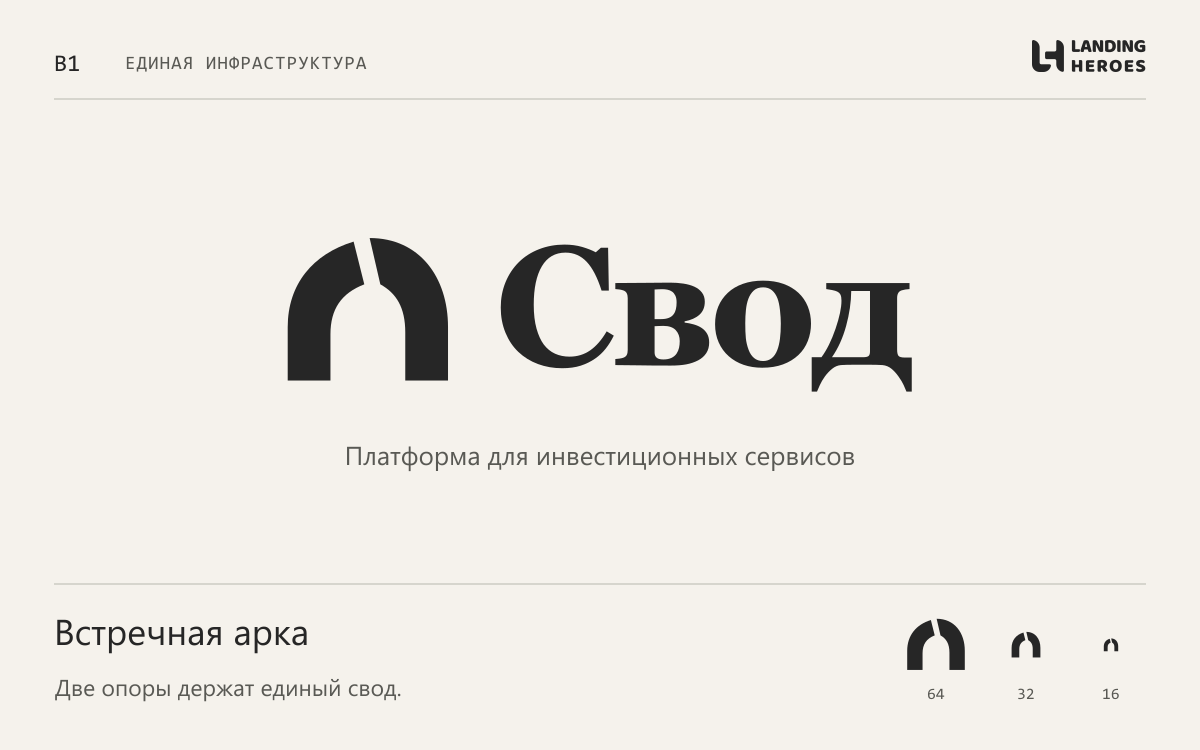 B1
ЕДИНАЯ ИНФРАСТРУКТУРА
LANDING
HEROES
Свод
Платформа для инвестиционных сервисов
Встречная арка
Две опоры держат единый свод.
64
32
16